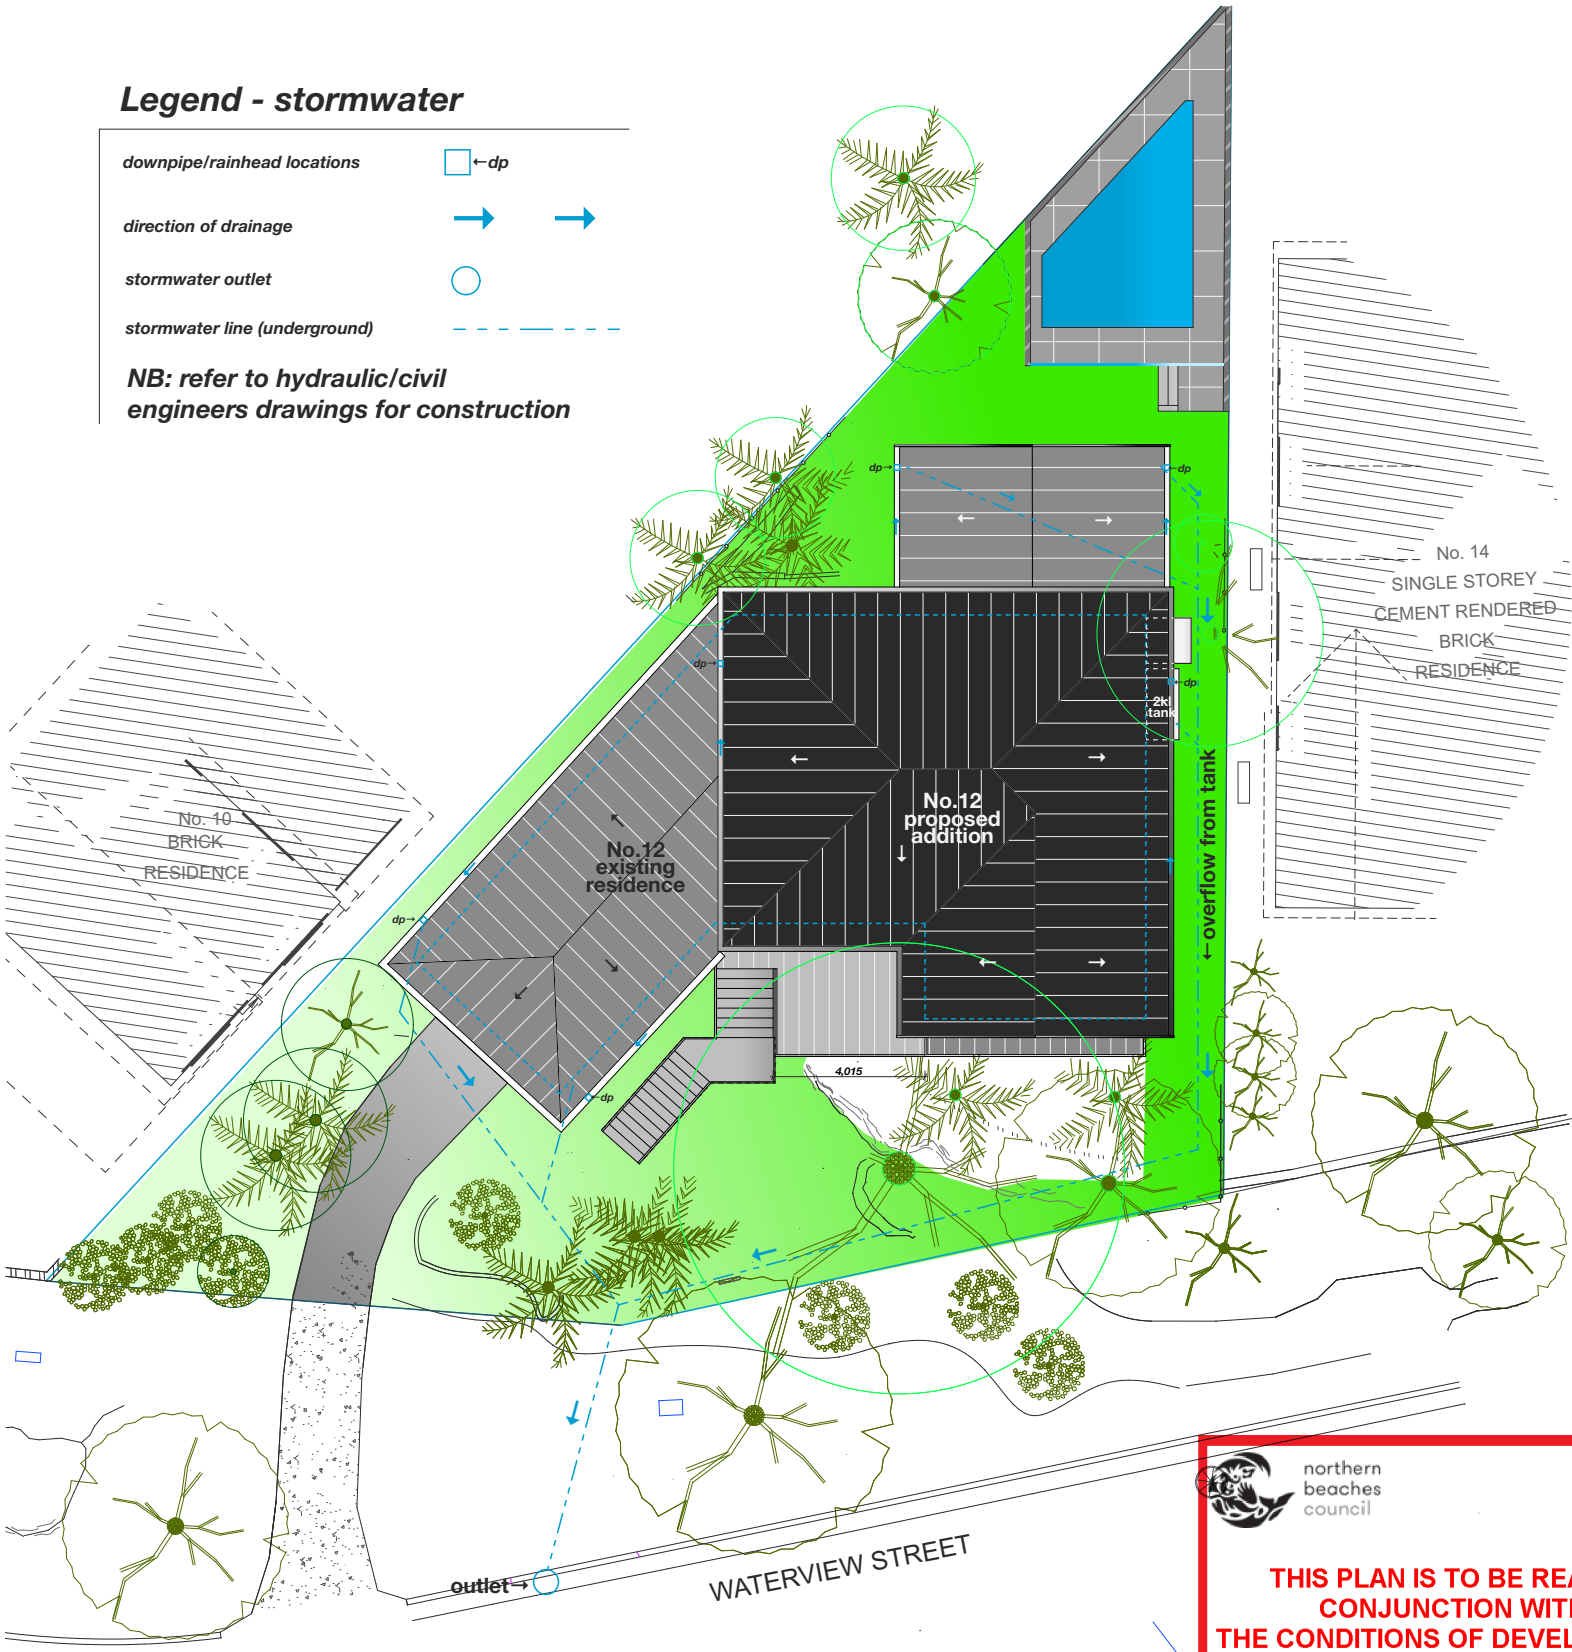 Legend - stormwater
downpipe/rainhead locations
←dp
direction of drainage
stormwater outlet
stormwater line (underground)
NB: refer to hydraulic/civil
engineers drawings for construction
dp→
←dp
No. 14
SINGLE STOREY
CEMENT RENDERED
BRICK
RESIDENCE
dp→
←dp
2kl
tank
←overflow from tank
No.12
proposed
addition
No.12
existing
residence
No. 10
BRICK
RESIDENCE
dp→
←dp
4,015
outlet→
WATERVIEW STREET
northern
beaches
council
THIS PLAN IS TO BE REA
CONJUNCTION WIT
THE CONDITIONS OF DEVEL